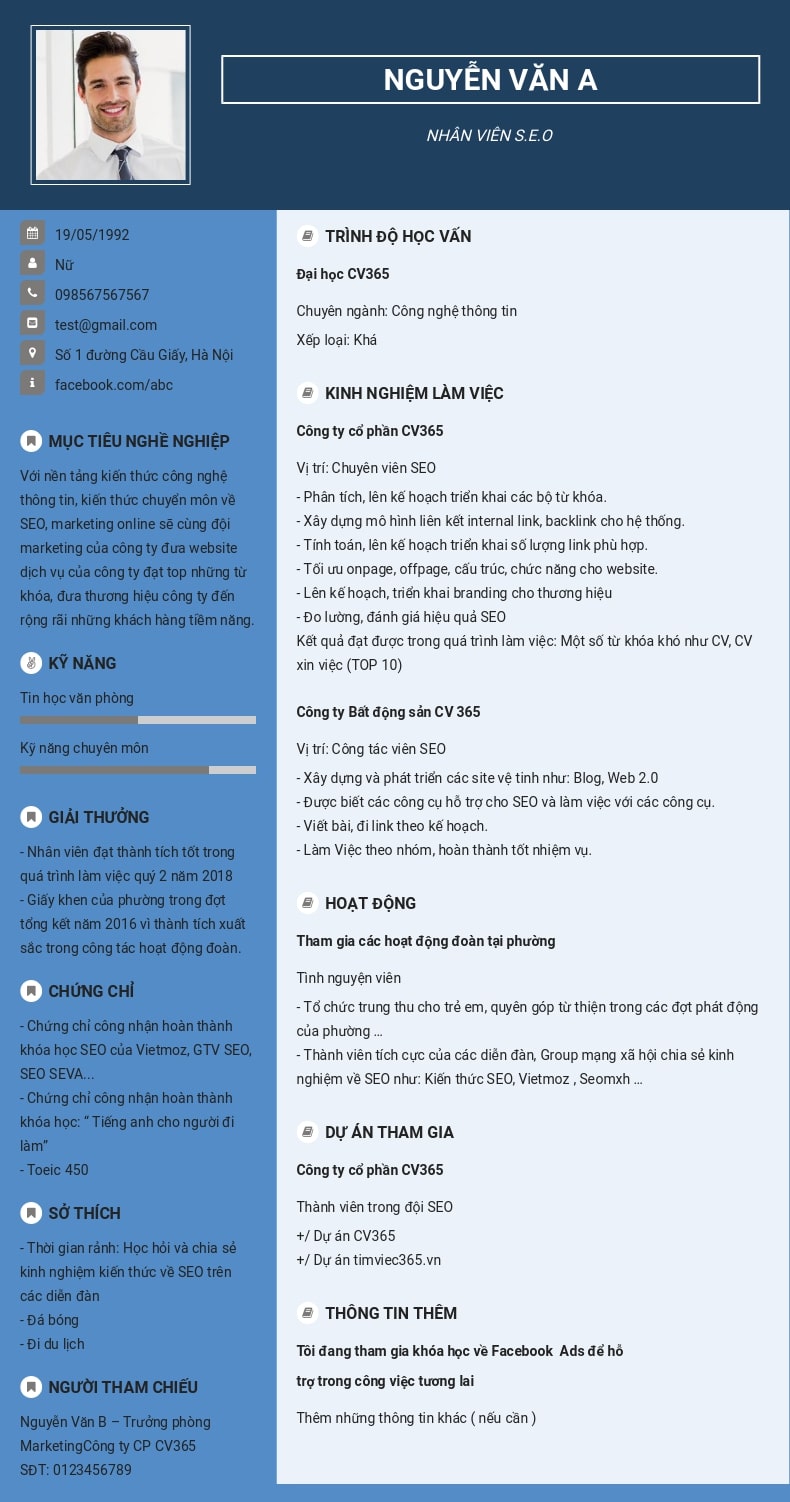 NGUYỄN VĂN A
NHÂN VIÊN S.E.O
19/05/1992
Nữ
098567567567
test@gmail.com
Số 1 đường Cầu Giấy, Hà Nội
facebook.com/abc
MỤC TIÊU NGHỀ NGHIỆP
Với nền tảng kiến thức công nghệ
thông tin, kiến thức chuyển môn về
SEO, marketing online sẽ cùng đội
marketing của công ty đưa website
dịch vụ của công ty đạt top những từ
khóa, đưa thương hiệu công ty đến
rộng rãi những khách hàng tiềm năng.
KỸ NĂNG
Tin học văn phòng
Kỹ năng chuyên môn
GIẢI THƯỞNG
- Nhân viên đạt thành tích tốt trong
quá trình làm việc quý 2 năm 2018
- Giấy khen của phường trong đợt
tổng kết năm 2016 vì thành tích xuất
sắc trong công tác hoạt động đoàn.
CHỨNG CHỈ
- Chứng chỉ công nhận hoàn thành
khóa học SEO của Vietmoz, GTV SEO,
SEO SEVA...
- Chứng chỉ công nhận hoàn thành
khóa học: “ Tiếng anh cho người đi
làm”
- Toeic 450
SỞ THÍCH
- Thời gian rảnh: Học hỏi và chia sẻ
kinh nghiệm kiến thức về SEO trên
các diễn đàn
- Đá bóng
- Đi du lịch
NGƯỜI THAM CHIẾU
Nguyễn Văn B – Trưởng phòng
MarketingCông ty CP CV365
SĐT: 0123456789
TRÌNH ĐỘ HỌC VẤN
Đại học CV365
Chuyên ngành: Công nghệ thông tin
Xếp loại: Khá
KINH NGHIỆM LÀM VIỆC
Công ty cổ phần CV365
Vị trí: Chuyên viên SEO
- Phân tích, lên kế hoạch triển khai các bộ từ khóa.
- Xây dựng mô hình liên kết internal link, backlink cho hệ thống.
- Tính toán, lên kế hoạch triển khai số lượng link phù hợp.
- Tối ưu onpage, offpage, cấu trúc, chức năng cho website.
- Lên kế hoạch, triển khai branding cho thương hiệu
- Đo lường, đánh giá hiệu quả SEO
Kết quả đạt được trong quá trình làm việc: Một số từ khóa khó như CV, CV
xin việc (TOP 10)
Công ty Bất động sản CV 365
Vị trí: Công tác viên SEO
- Xây dựng và phát triển các site vệ tinh như: Blog, Web 2.0
- Được biết các công cụ hỗ trợ cho SEO và làm việc với các công cụ.
- Viết bài, đi link theo kế hoạch.
- Làm Việc theo nhóm, hoàn thành tốt nhiệm vụ.
HOẠT ĐỘNG
Tham gia các hoạt động đoàn tại phường
Tình nguyện viên
- Tổ chức trung thu cho trẻ em, quyên góp từ thiện trong các đợt phát động
của phường …
- Thành viên tích cực của các diễn đàn, Group mạng xã hội chia sẻ kinh
nghiệm về SEO như: Kiến thức SEO, Vietmoz , Seomxh …
DỰ ÁN THAM GIA
Công ty cổ phần CV365
Thành viên trong đội SEO
+/ Dự án CV365
+/ Dự án timviec365.vn
THÔNG TIN THÊM
Tôi đang tham gia khóa học về Facebook  Ads để hỗ
trợ trong công việc tương lai
Thêm những thông tin khác ( nếu cần )